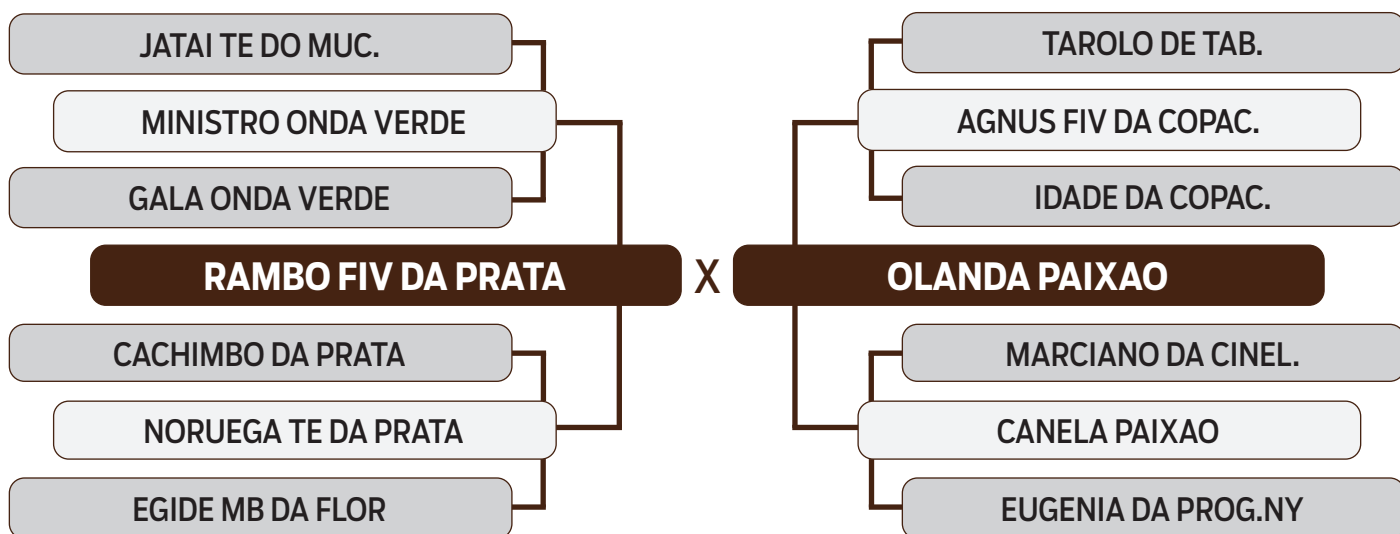 JATAI TE DO MUC.
MINISTRO ONDA VERDE
GALA ONDA VERDE
RAMBO FIV DA PRATA
CACHIMBO DA PRATA
NORUEGA TE DA PRATA
EGIDE MB DA FLOR
X
TAROLO DE TAB.
AGNUS FIV DA COPAC.
IDADE DA COPAC.
OLANDA PAIXAO
MARCIANO DA CINEL.
CANELA PAIXAO
EUGENIA DA PROG.NY